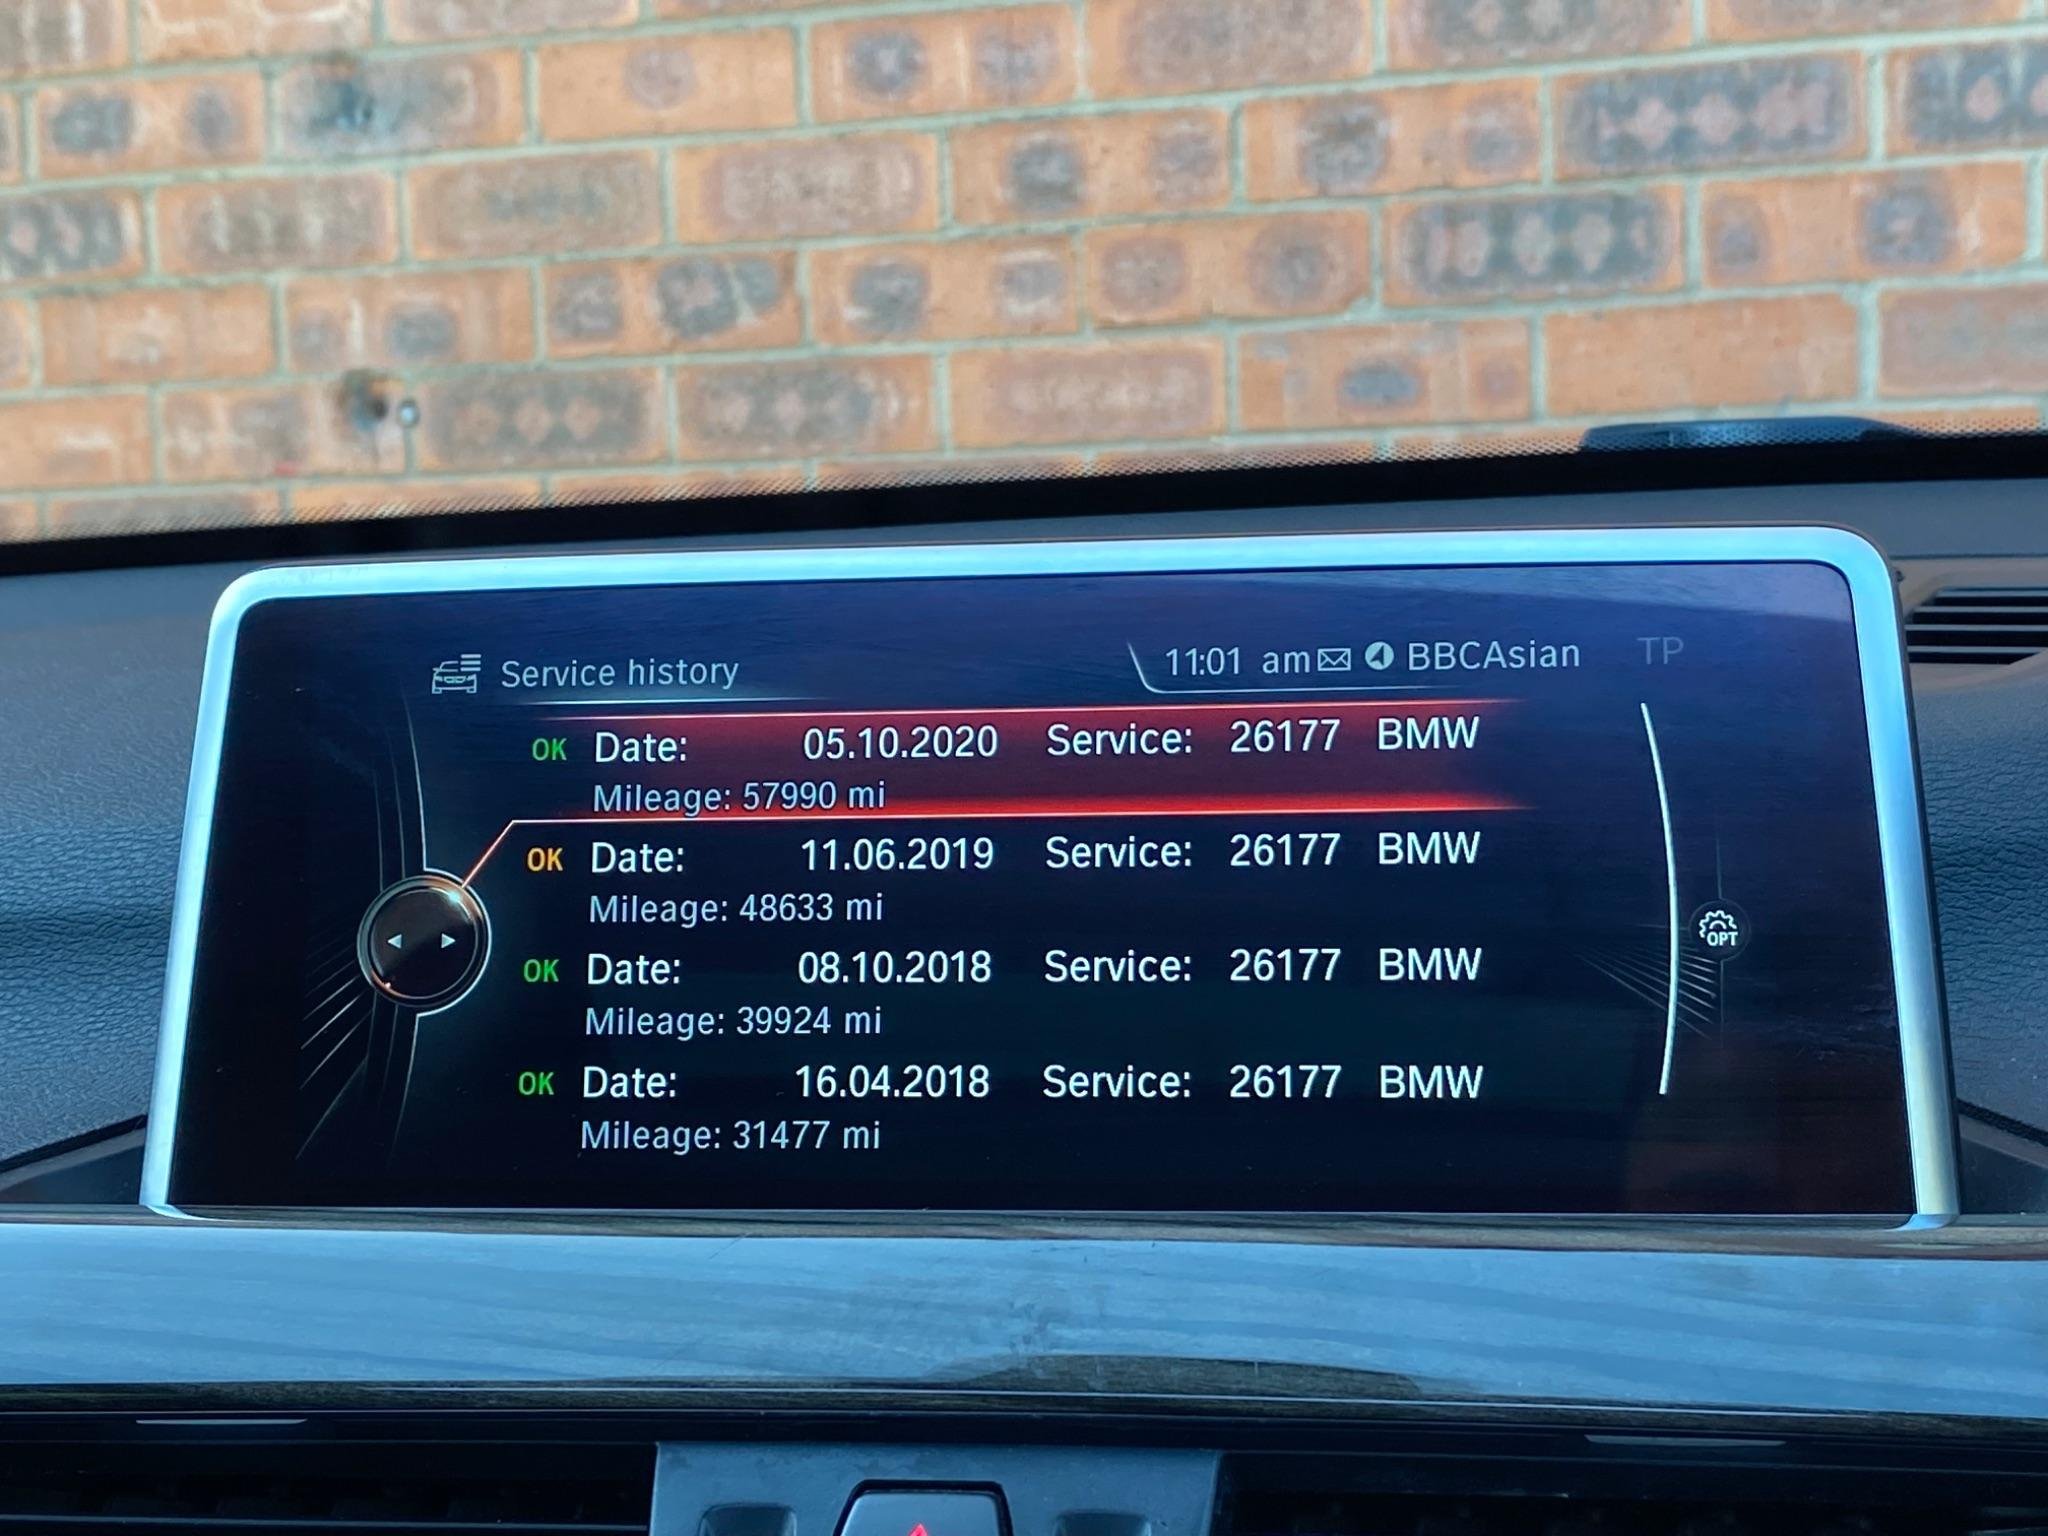 Service history 11:01 am BBCAsian TP
OK Date: 05.10.2020 Service: 26177 BMW
Mileage: 57990 mi
OK Date: 11.06.2019 Service: 26177 BMW
Mileage: 48633 mi
OK Date: 08.10.2018 Service: 26177 BMW
Mileage: 39924 mi
OPT
OK Date: 16.04.2018 Service: 26177 BMW
Mileage: 31477 mi